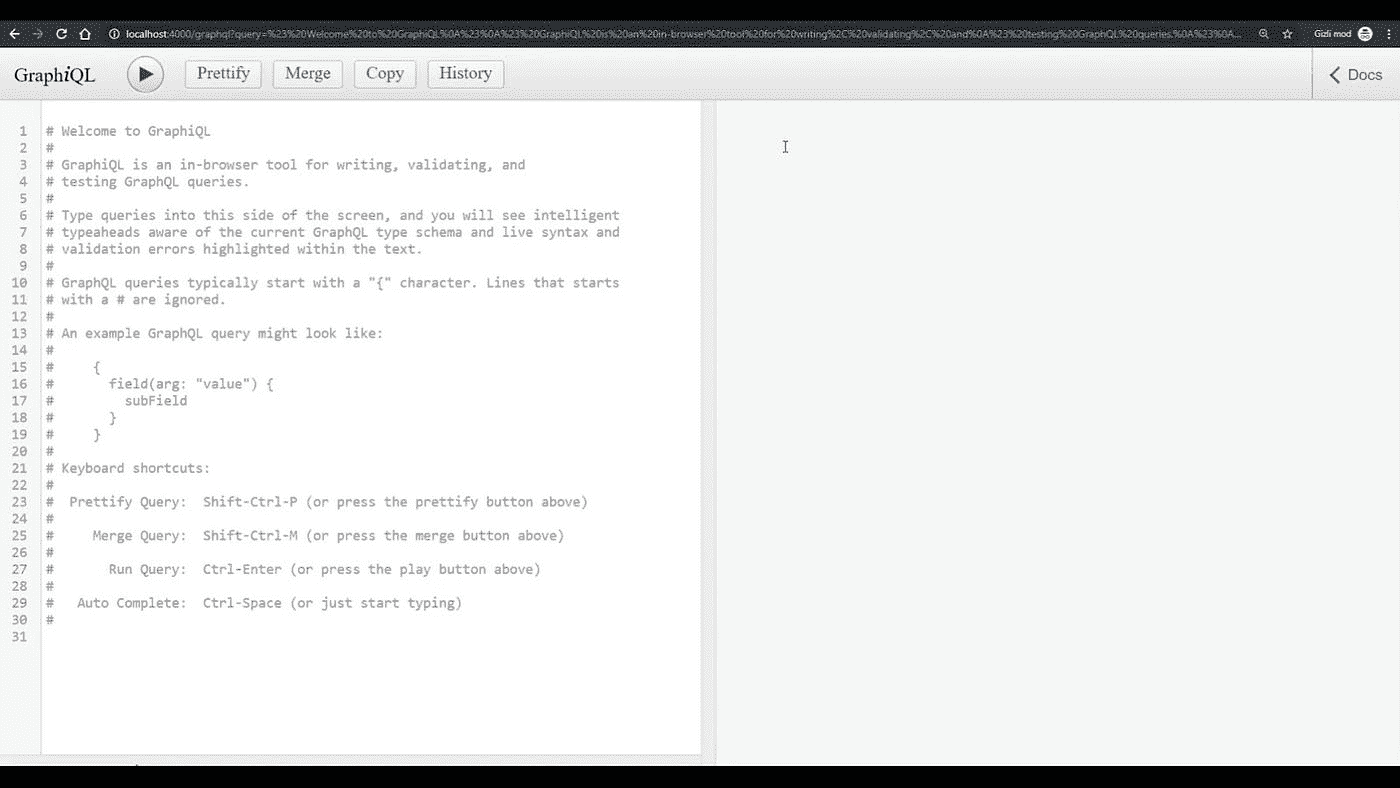 localhost:4000/graphql?query=%23%20Welcome%20to%20GraphiQL%0A%23%0A%23%20GraphiQL%20is%20an%20in-browser%20tool%20for%20writing%2C%20validating%2C%20and%0A%23%20testing%20GraphQL%20queries.%0A%23%0A... Gizli mod
GraphiQL Prettify Merge Copy History Docs
1 # Welcome to GraphiQL
2 #
3 # GraphiQL is an in-browser tool for writing, validating, and
4 # testing GraphQL queries.
5 #
6 # Type queries into this side of the screen, and you will see intelligent
7 # typeaheads aware of the current GraphQL type schema and live syntax and
8 # validation errors highlighted within the text.
9 #
10 # GraphQL queries typically start with a "{" character. Lines that starts
11 # with a # are ignored.
12 #
13 # An example GraphQL query might look like:
14 #
15 #     {
16 #       field(arg: "value") {
17 #         subField
18 #       }
19 #     }
20 #
21 # Keyboard shortcuts:
22 #
23 #  Prettify Query:  Shift-Ctrl-P (or press the prettify button above)
24 #
25 #     Merge Query:  Shift-Ctrl-M (or press the merge button above)
26 #
27 #       Run Query:  Ctrl-Enter (or press the play button above)
28 #
29 #   Auto Complete:  Ctrl-Space (or just start typing)
30 #
31